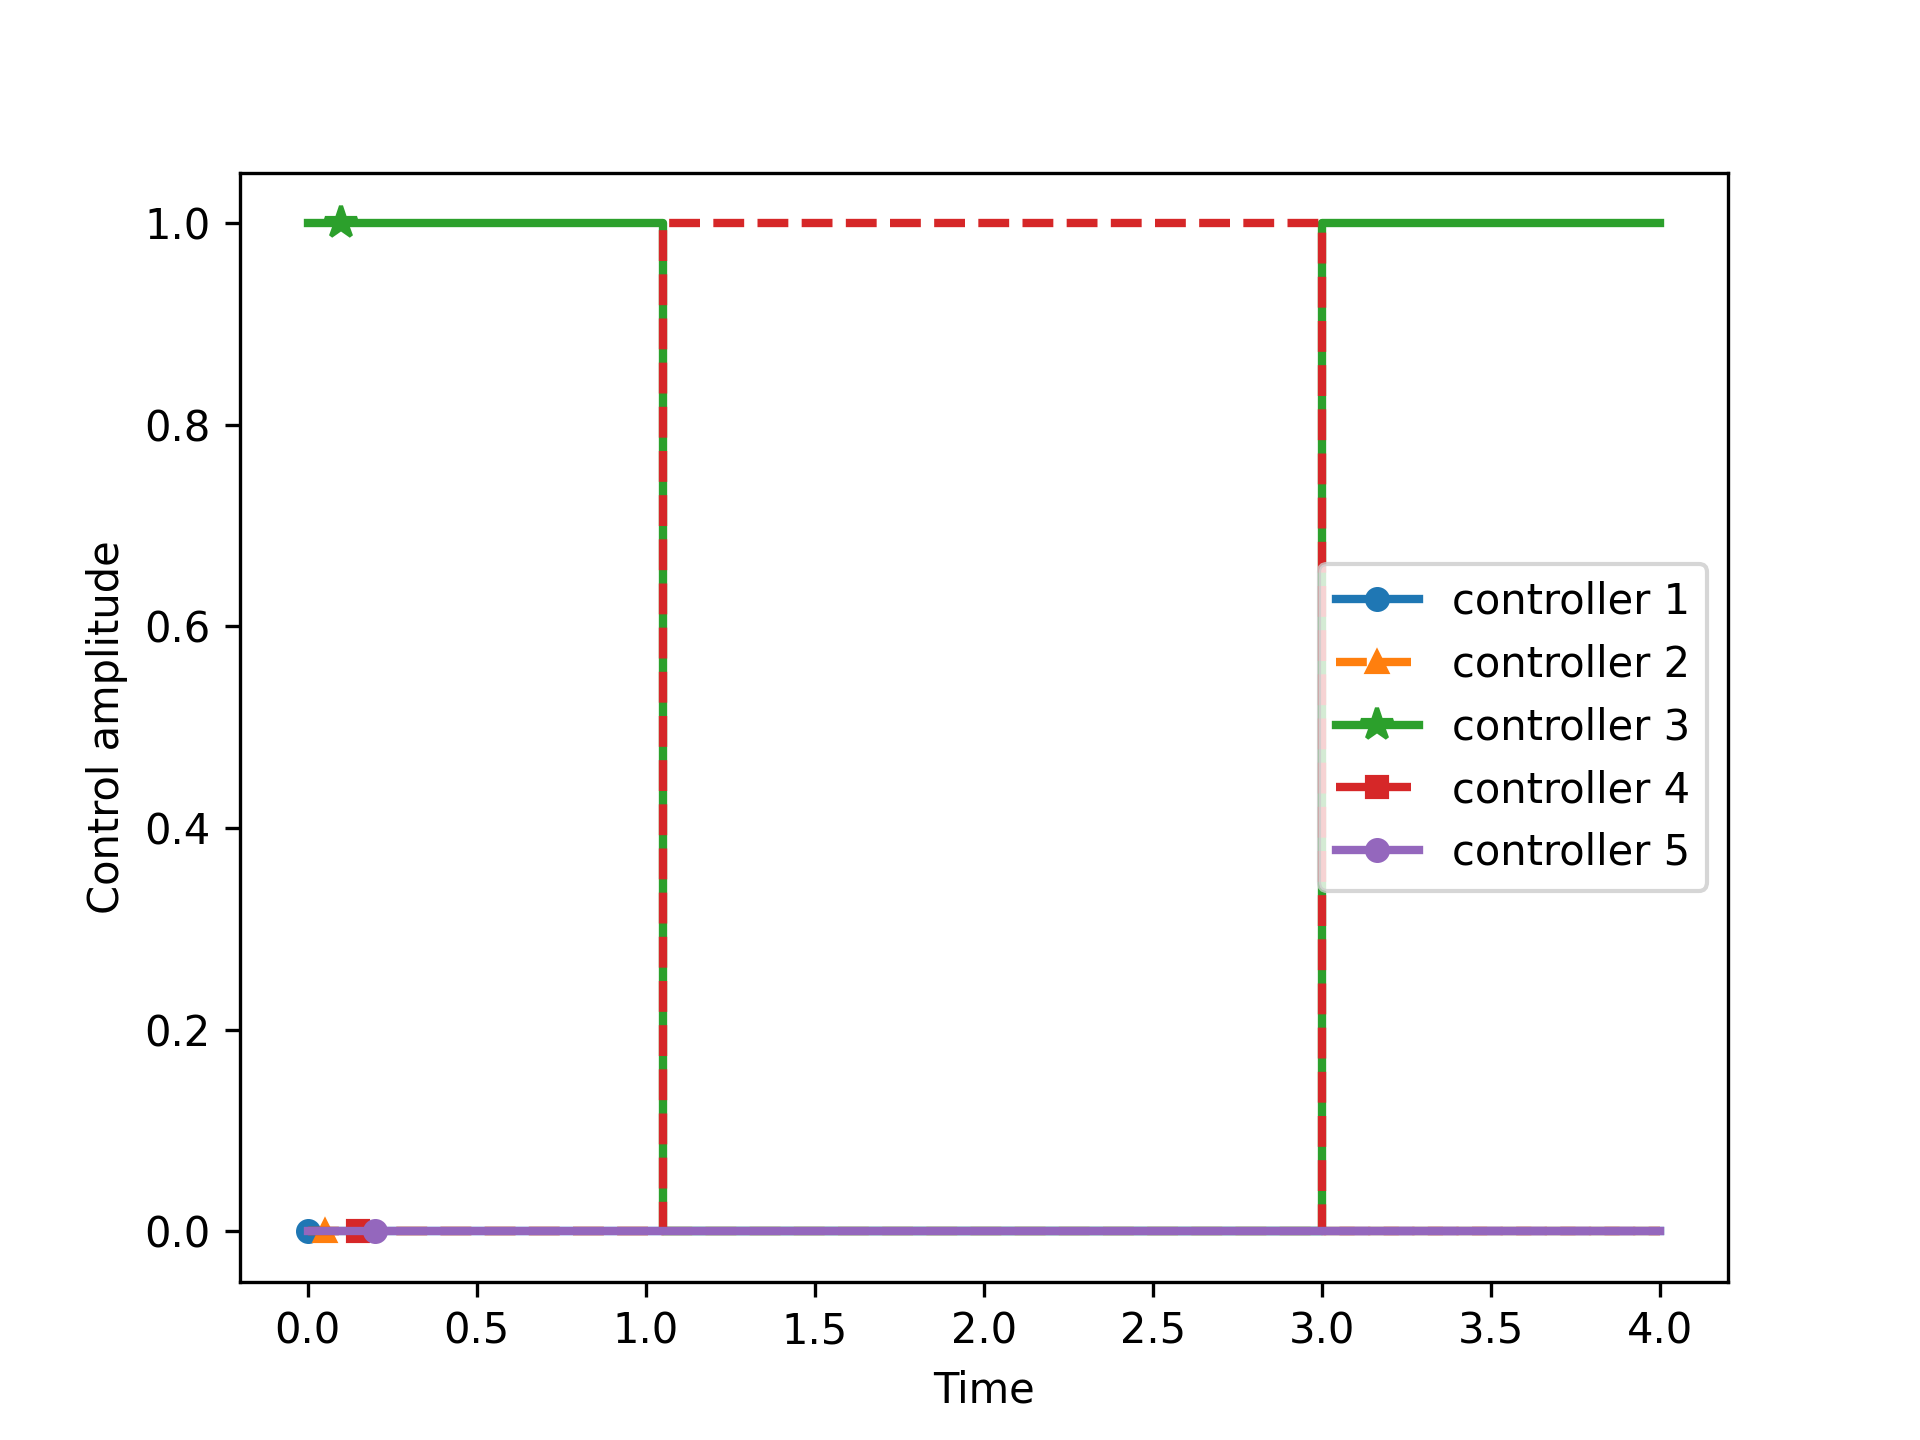 1.0
0.8
0.6
0.4
0.2
0.0
Control amplitude
controller 1
controller 2
controller 3
controller 4
controller 5
0.0 0.5 1.0 1.5 2.0 2.5 3.0 3.5 4.0
Time